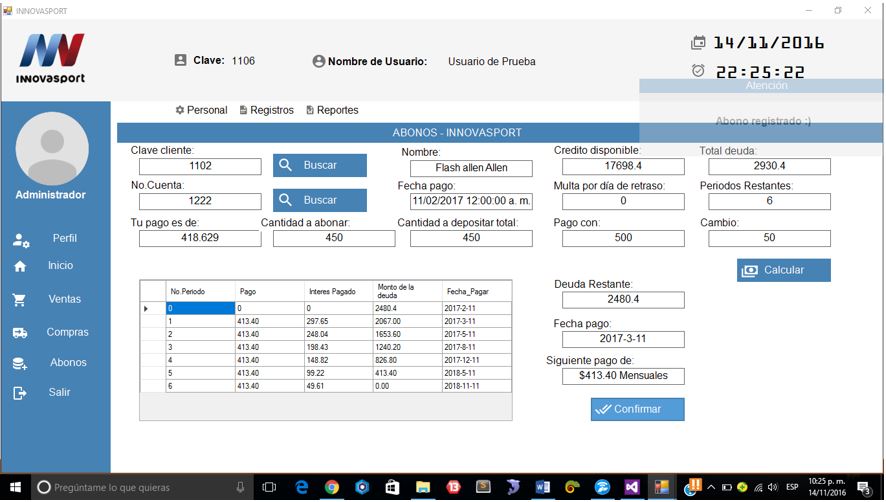 INNOVASPORT
INNOVASPORT
Clave: 1106
Nombre de Usuario: Usuario de Prueba
14/11/2016
22:25:22
Atención
Abono registrado :)
Personal Registros Reportes
ABONOS - INNOVASPORT
Administrador
Perfil
Inicio
Ventas
Compras
Abonos
Salir
Clave cliente:
1102
Buscar
Nombre:
Flash allen Allen
Credito disponible:
17698.4
Total deuda:
2930.4
No.Cuenta:
1222
Buscar
Fecha pago:
11/02/2017 12:00:00 a. m.
Multa por día de retraso:
0
Periodos Restantes:
6
Tu pago es de:
418.629
Cantidad a abonar:
450
Cantidad a depositar total:
450
Pago con:
500
Cambio:
50
Calcular
No.Periodo Pago Interes Pagado Monto de la deuda Fecha_Pagar
0 0 0 2480.4 2017-2-11
1 413.40 297.65 2067.00 2017-3-11
2 413.40 248.04 1653.60 2017-5-11
3 413.40 198.43 1240.20 2017-8-11
4 413.40 148.82 826.80 2017-12-11
5 413.40 99.22 413.40 2018-5-11
6 413.40 49.61 0.00 2018-11-11
Deuda Restante:
2480.4
Fecha pago:
2017-3-11
Siguiente pago de:
$413.40 Mensuales
Confirmar
Pregúntame lo que quieras
ESP
10:25 p. m.
14/11/2016